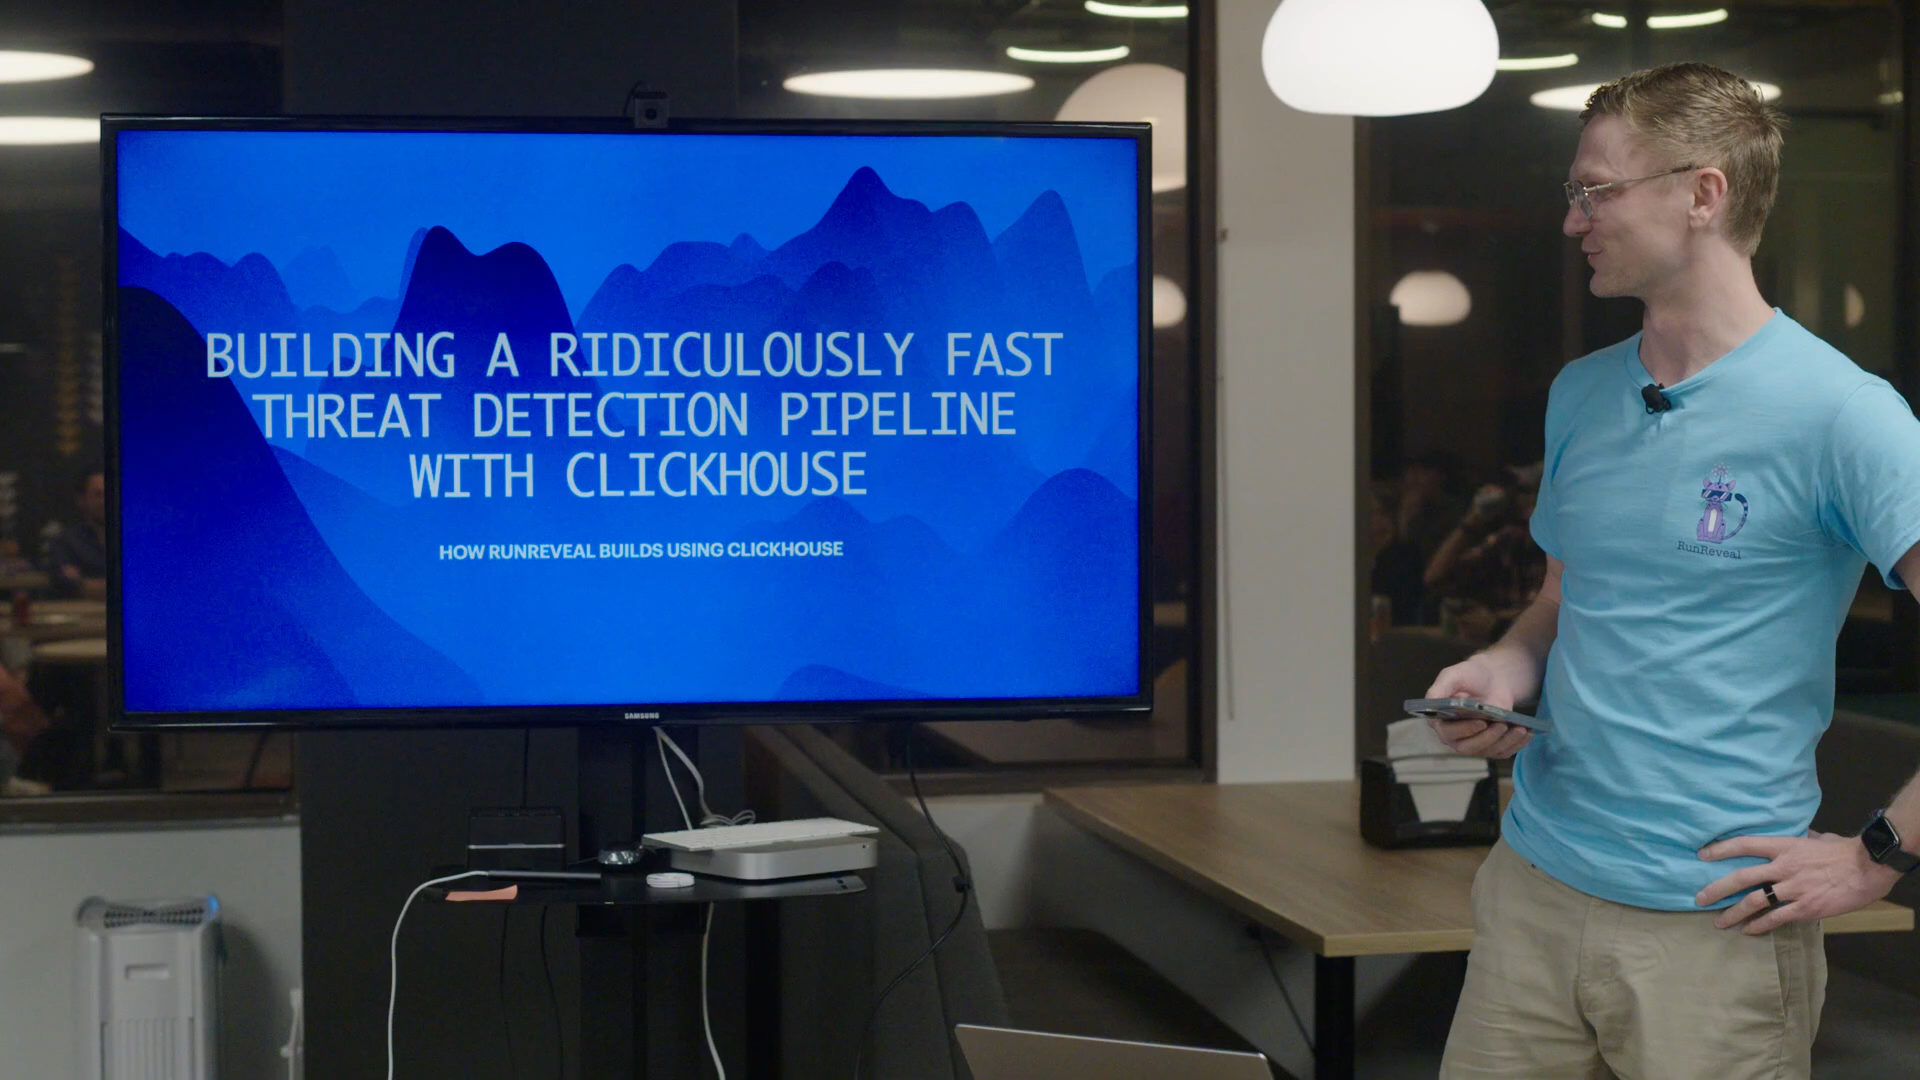 BUILDING A RIDICULOUSLY FAST
THREAT DETECTION PIPELINE
WITH CLICKHOUSE
HOW RUNREVEAL BUILDS USING CLICKHOUSE
SAMSUNG
RunReveal